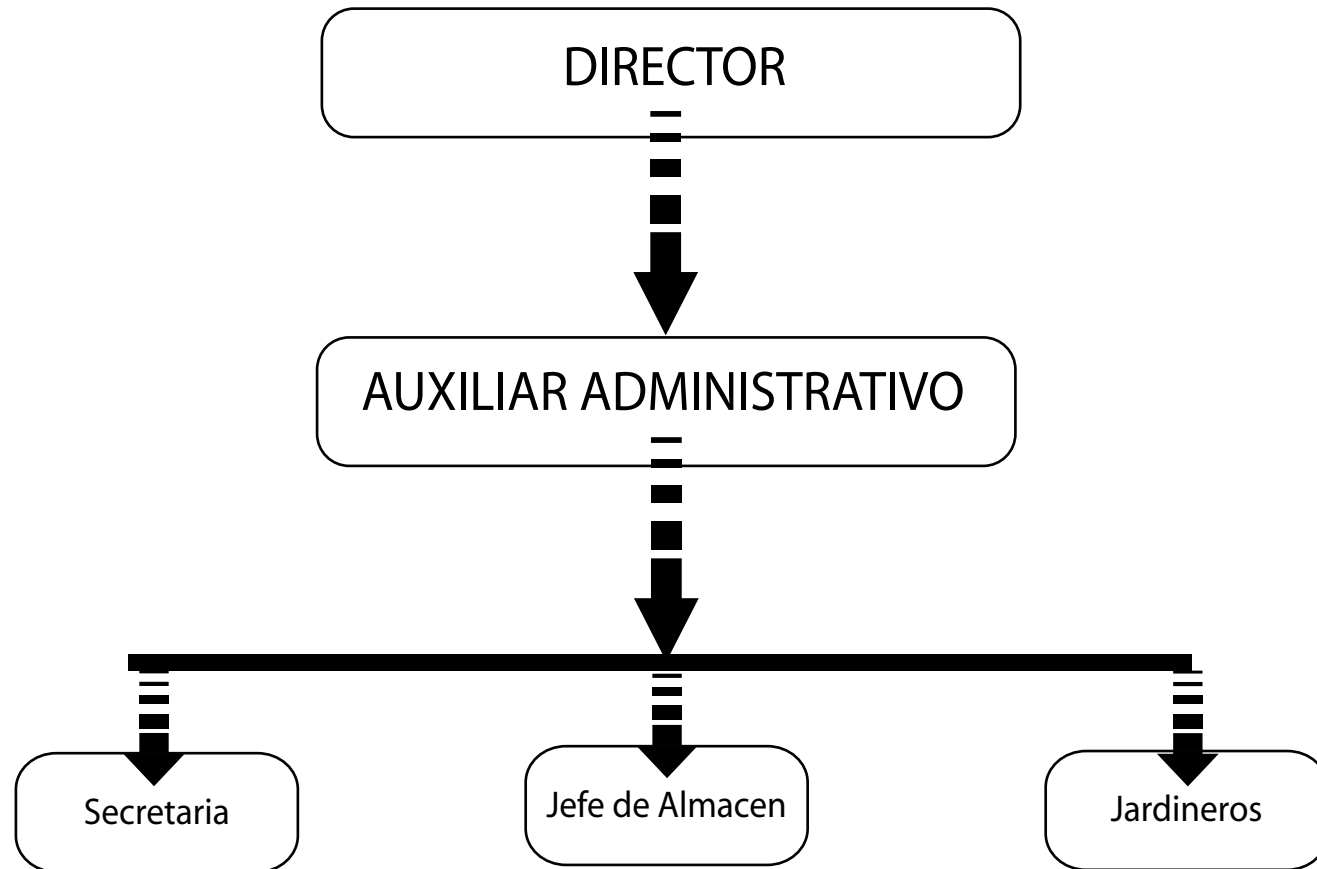 DIRECTOR
AUXILIAR ADMINISTRATIVO
Secretaria
Jefe de Almacen
Jardineros